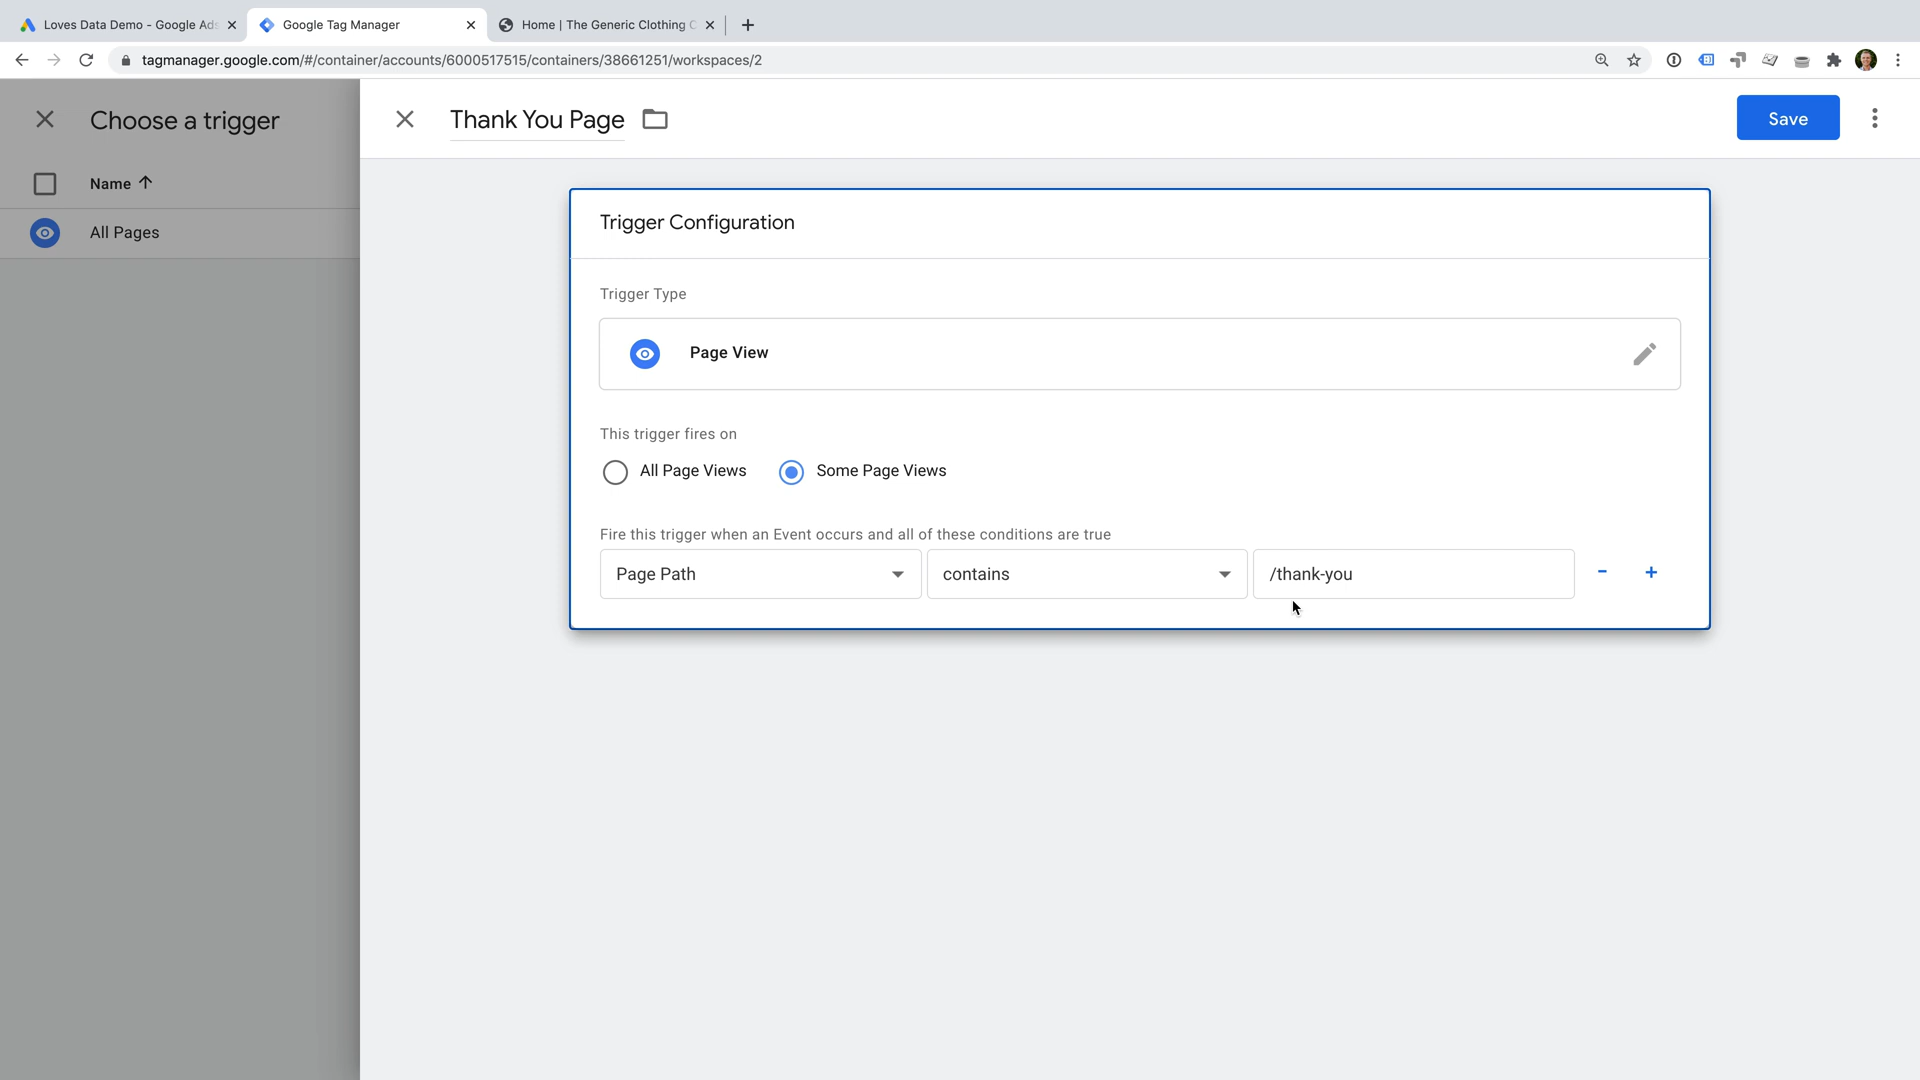 Loves Data Demo - Google Ads
Google Tag Manager
Home | The Generic Clothing C
tagmanager.google.com/#/container/accounts/6000517515/containers/38661251/workspaces/2
Choose a trigger
Name
All Pages
Thank You Page
Save
Trigger Configuration
Trigger Type
Page View
This trigger fires on
All Page Views
Some Page Views
Fire this trigger when an Event occurs and all of these conditions are true
Page Path
contains
/thank-you